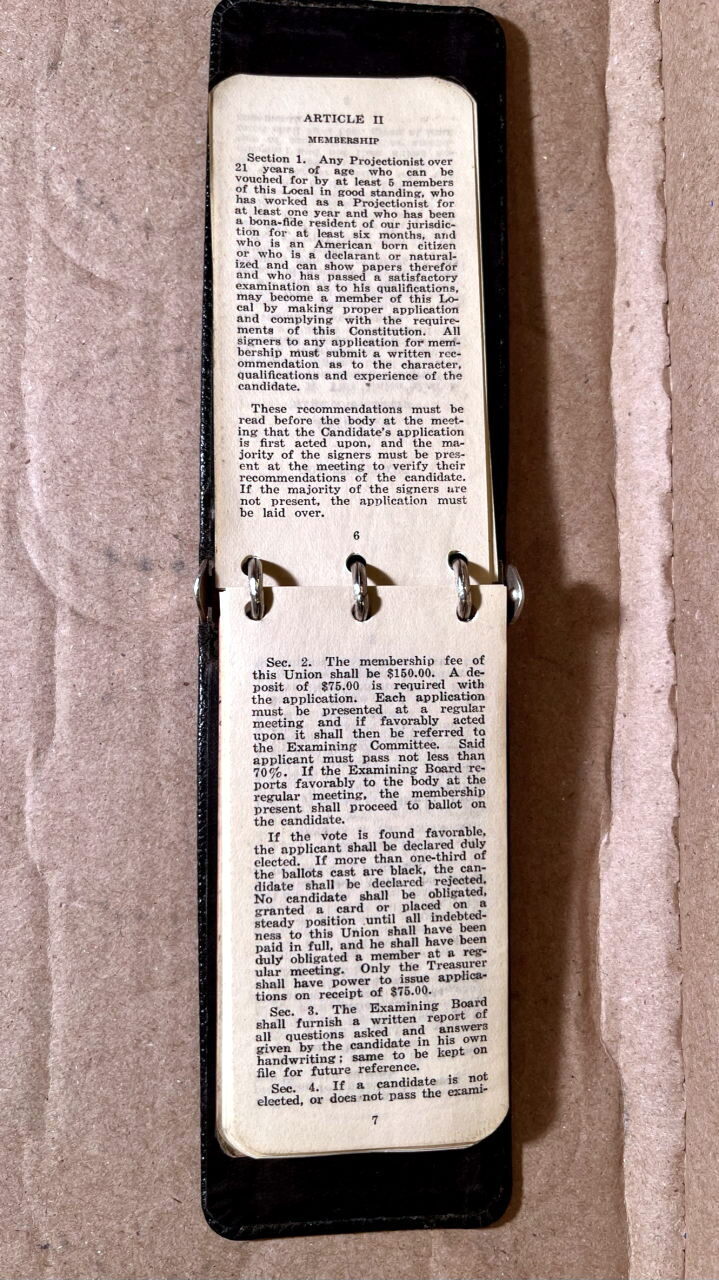 ARTICLE II
MEMBERSHIP
Section 1. Any Projectionist over
21 years of age who can be
vouched for by at least 5 members
of this Local in good standing, who
has worked as a Projectionist for
at least one year and who has been
a bona-fide resident of our jurisdic-
tion for at least six months, and
who is an American born citizen
or who is a declarant or natural-
ized and can show papers therefor
and who has passed a satisfactory
examination as to his qualifications,
may become a member of this Lo-
cal by making proper application
and complying with the require-
ments of this Constitution. All
signers to any application for mem-
bership must submit a written rec-
ommendation as to the character,
qualifications and experience of the
candidate.
These recommendations must be
read before the body at the meet-
ing that the Candidate's application
is first acted upon, and the ma-
jority of the signers must be pres-
ent at the meeting to verify their
recommendations of the candidate.
If the majority of the signers are
not present, the application must
be laid over.
6
Sec. 2. The membership fee of
this Union shall be $150.00. A de-
posit of $75.00 is required with
the application. Each application
must be presented at a regular
meeting and if favorably acted
upon it shall then be referred to
the Examining Committee. Said
applicant must pass not less than
70%. If the Examining Board re-
ports favorably to the body at the
regular meeting, the membership
present shall proceed to ballot on
the candidate.
If the vote is found favorable,
the applicant shall be declared duly
elected. If more than one-third of
the ballots cast are black, the can-
didate shall be declared rejected.
No candidate shall be obligated,
granted a card or placed on a
steady position until all indebted-
ness to this Union shall have been
paid in full, and he shall have been
duly obligated a member at a reg-
ular meeting. Only the Treasurer
shall have power to issue applica-
tions on receipt of $75.00.
Sec. 3. The Examining Board
shall furnish a written report of
all questions asked and answers
given by the candidate in his own
handwriting; same to be kept on
file for future reference.
Sec. 4. If a candidate is not
elected, or does not pass the exami-
7